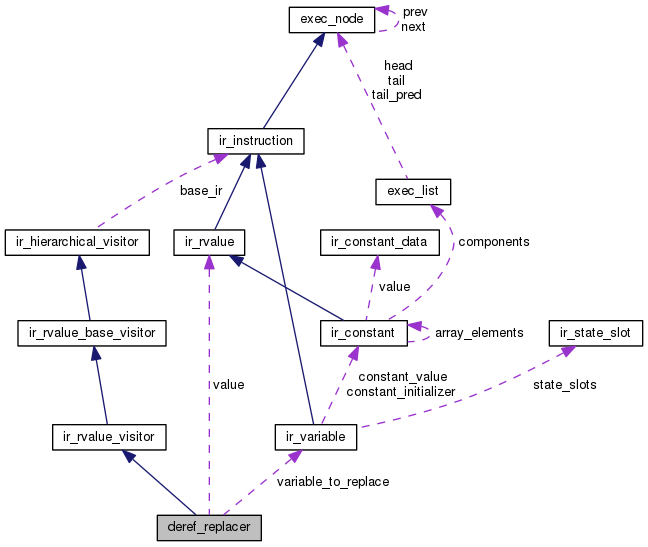 exec_node
prev
next
head
tail
tail_pred
ir_instruction
base_ir
exec_list
ir_hierarchical_visitor
ir_rvalue
ir_constant_data
components
value
ir_rvalue_base_visitor
ir_constant
array_elements
ir_state_slot
value
constant_value
constant_initializer
state_slots
ir_rvalue_visitor
ir_variable
variable_to_replace
deref_replacer